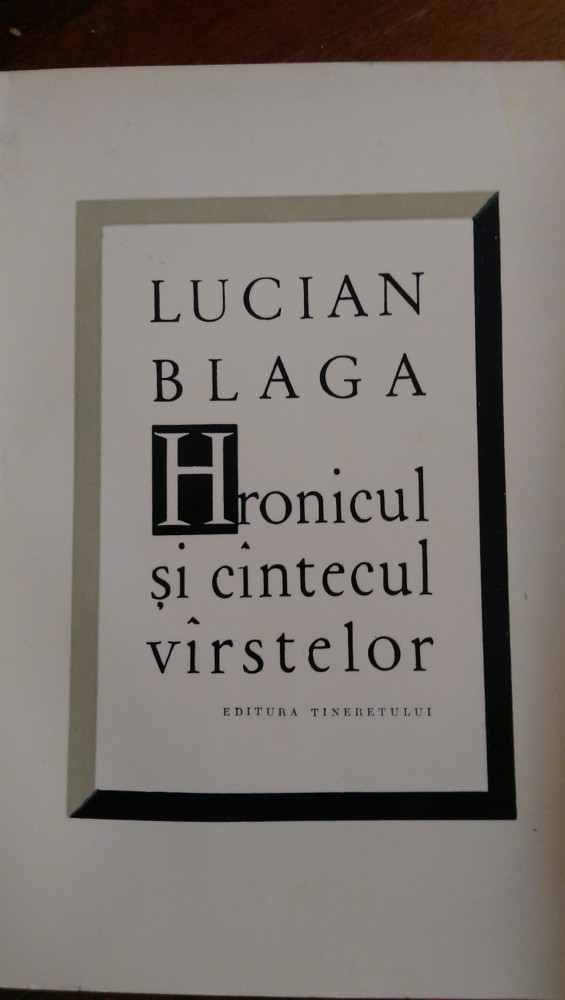 LUCIAN
BLAGA
Hronicul
și cîntecul
vîrstelor
EDITURA TINERETULUI